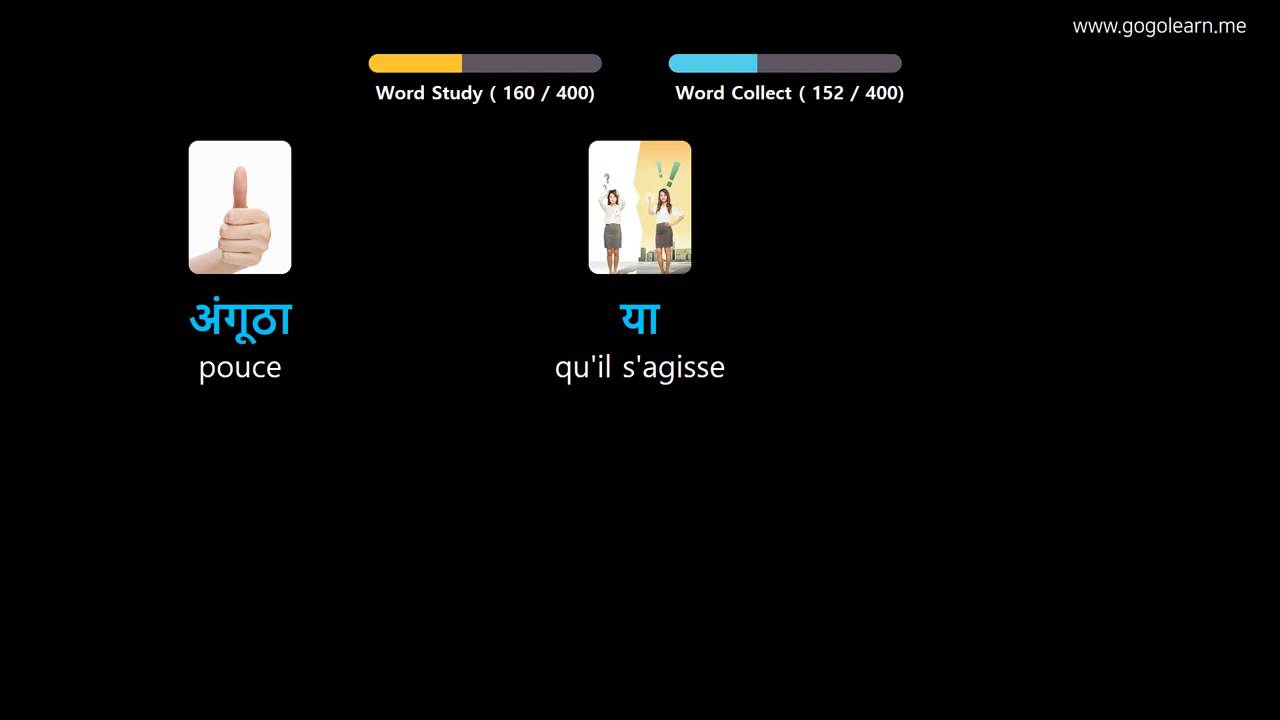 www.gogolearn.me
Word Study ( 160 / 400)
Word Collect ( 152 / 400)
अंगूठा
या
pouce
qu'il s'agisse